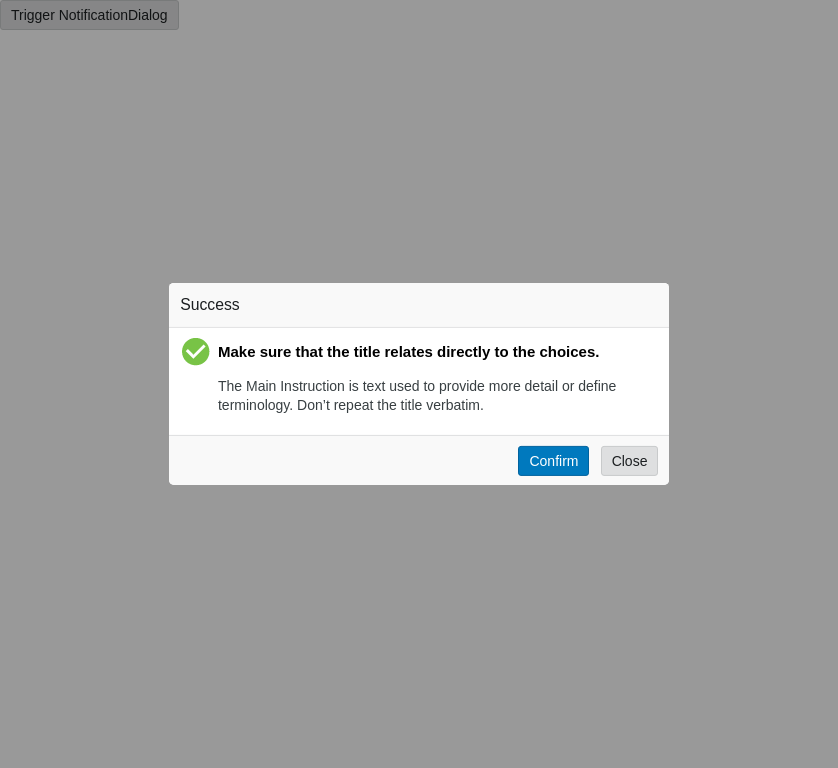 Trigger NotificationDialog
Success
Make sure that the title relates directly to the choices.
The Main Instruction is text used to provide more detail or define
terminology. Don’t repeat the title verbatim.
Confirm Close